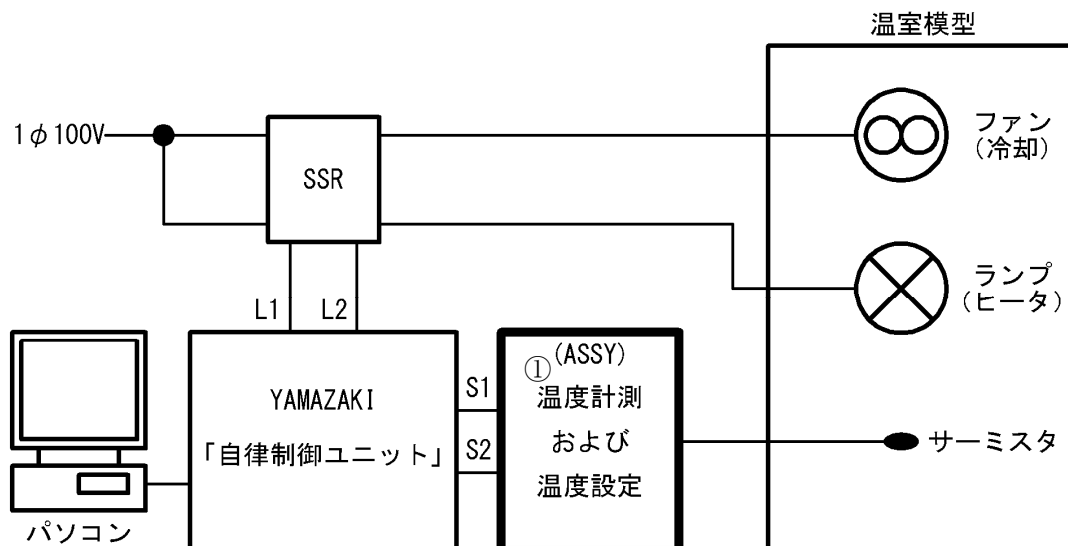 温室模型
1φ100V
SSR
ファン
(冷却)
ランプ
(ヒータ)
L1
L2
YAMAZAKI
「自律制御ユニット」
S1
S2
①(ASSY)
温度計測
および
温度設定
サーミスタ
パソコン